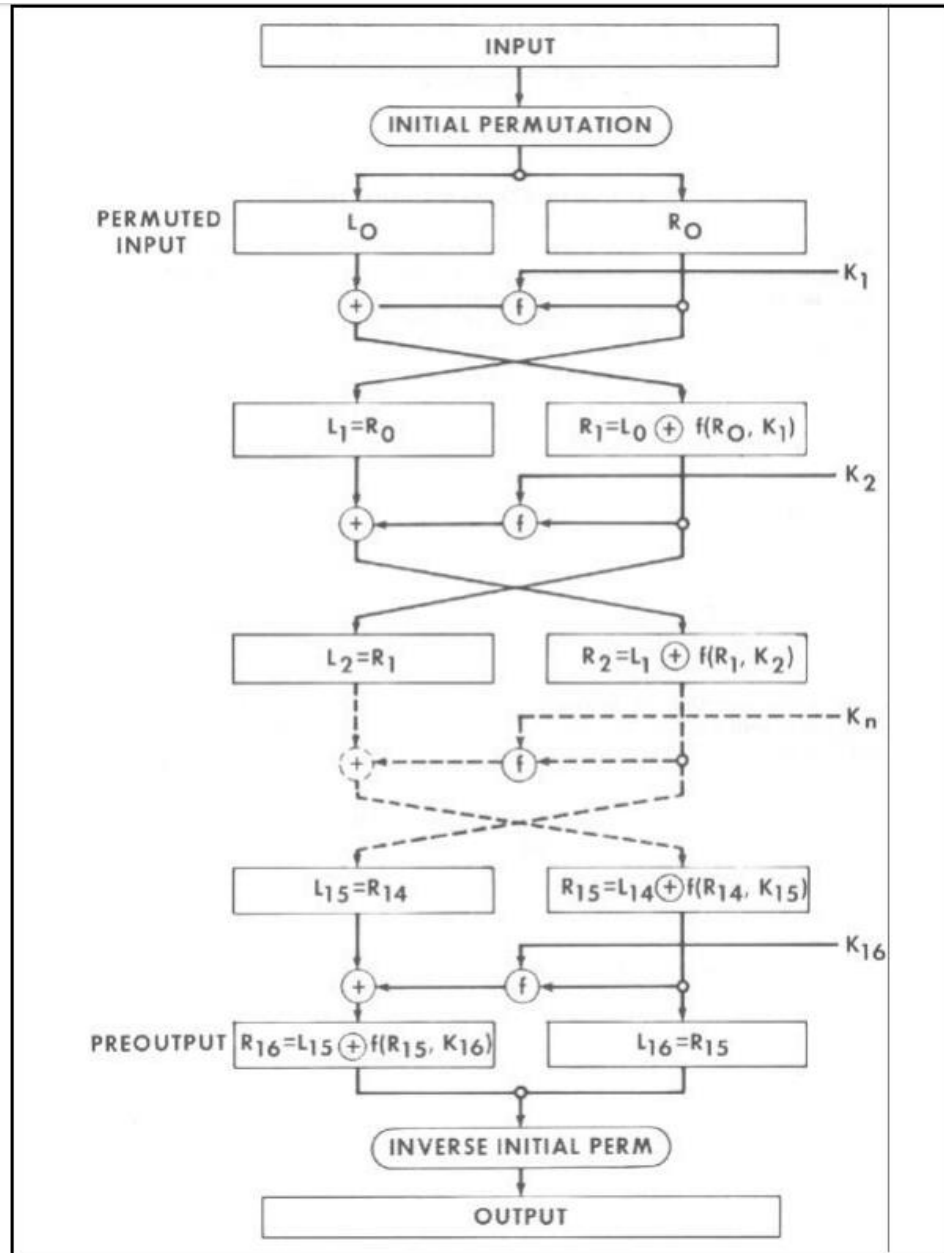 INPUT
INITIAL PERMUTATION
PERMUTED
INPUT
L0
R0
K1
+
f
L1=R0
R1=L0 + f(R0, K1)
K2
+
f
L2=R1
R2=L1 + f(R1, K2)
Kn
+
f
L15=R14
R15=L14 + f(R14, K15)
K16
+
f
PREOUTPUT
R16=L15 + f(R15, K16)
L16=R15
INVERSE INITIAL PERM
OUTPUT